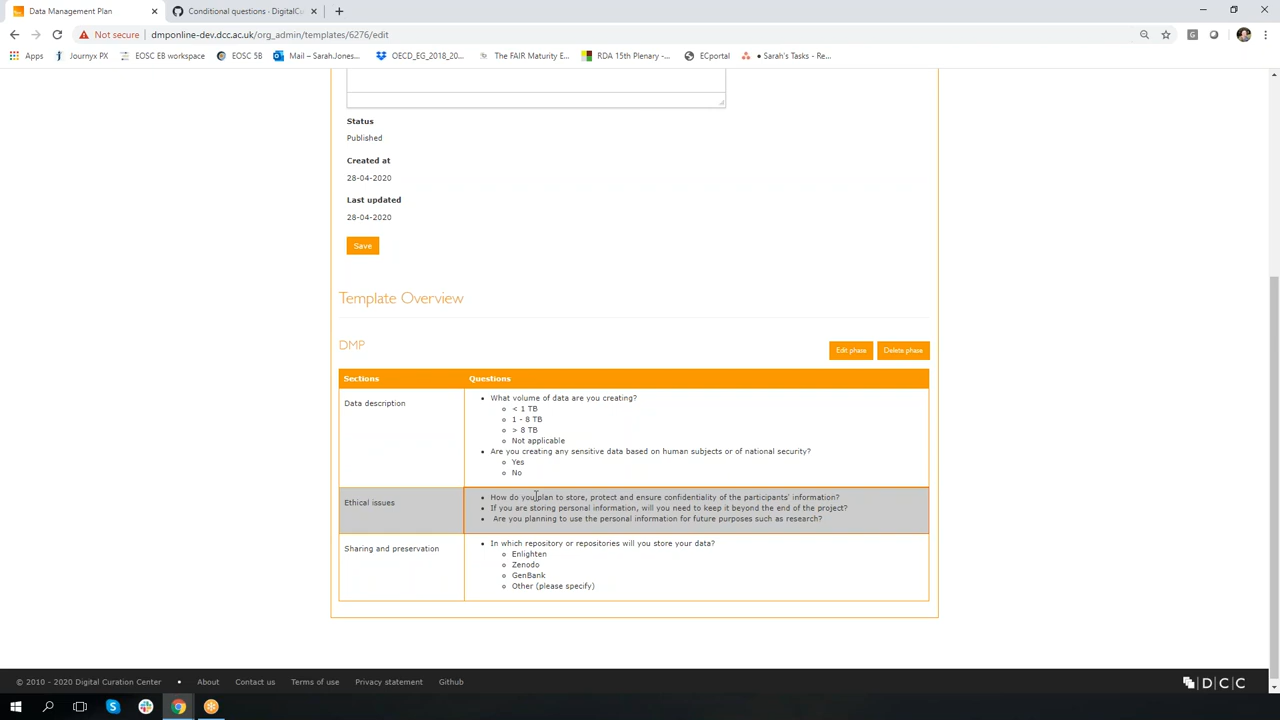 Data Management Plan
Conditional questions - DigitalCu
Not secure
dmponline-dev.dcc.ac.uk/org_admin/templates/6276/edit
Apps
Journyx PX
EOSC EB workspace
EOSC 5B
Mail – Sarah.Jones...
OECD_EG_2018_20...
The FAIR Maturity E...
RDA 15th Plenary -...
ECportal
• Sarah's Tasks - Re...
Status
Published
Created at
28-04-2020
Last updated
28-04-2020
Save
Template Overview
DMP
Edit phase
Delete phase
Sections
Questions
Data description
What volume of data are you creating?
< 1 TB
1 - 8 TB
> 8 TB
Not applicable
Are you creating any sensitive data based on human subjects or of national security?
Yes
No
Ethical issues
How do you plan to store, protect and ensure confidentiality of the participants' information?
If you are storing personal information, will you need to keep it beyond the end of the project?
Are you planning to use the personal information for future purposes such as research?
Sharing and preservation
In which repository or repositories will you store your data?
Enlighten
Zenodo
GenBank
Other (please specify)
© 2010 - 2020 Digital Curation Center
•
About
Contact us
Terms of use
Privacy statement
Github
DCC